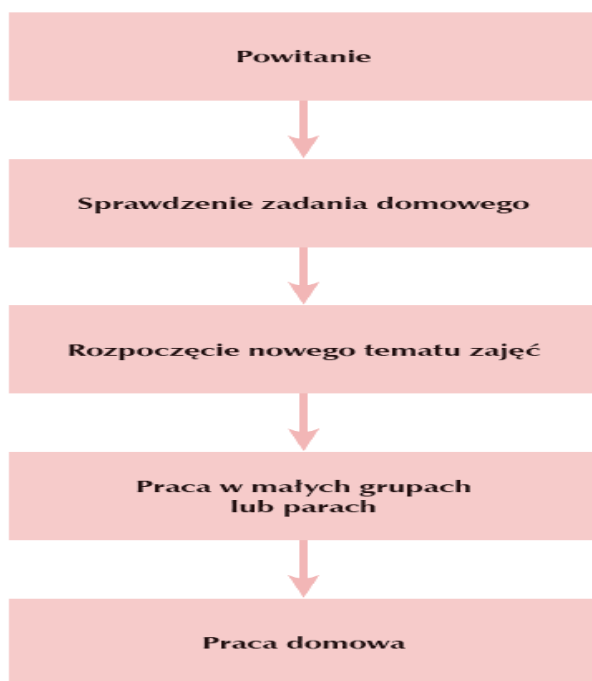 Powitanie
Sprawdzenie zadania domowego
Rozpoczęcie nowego tematu zajęć
Praca w małych grupach
lub parach
Praca domowa